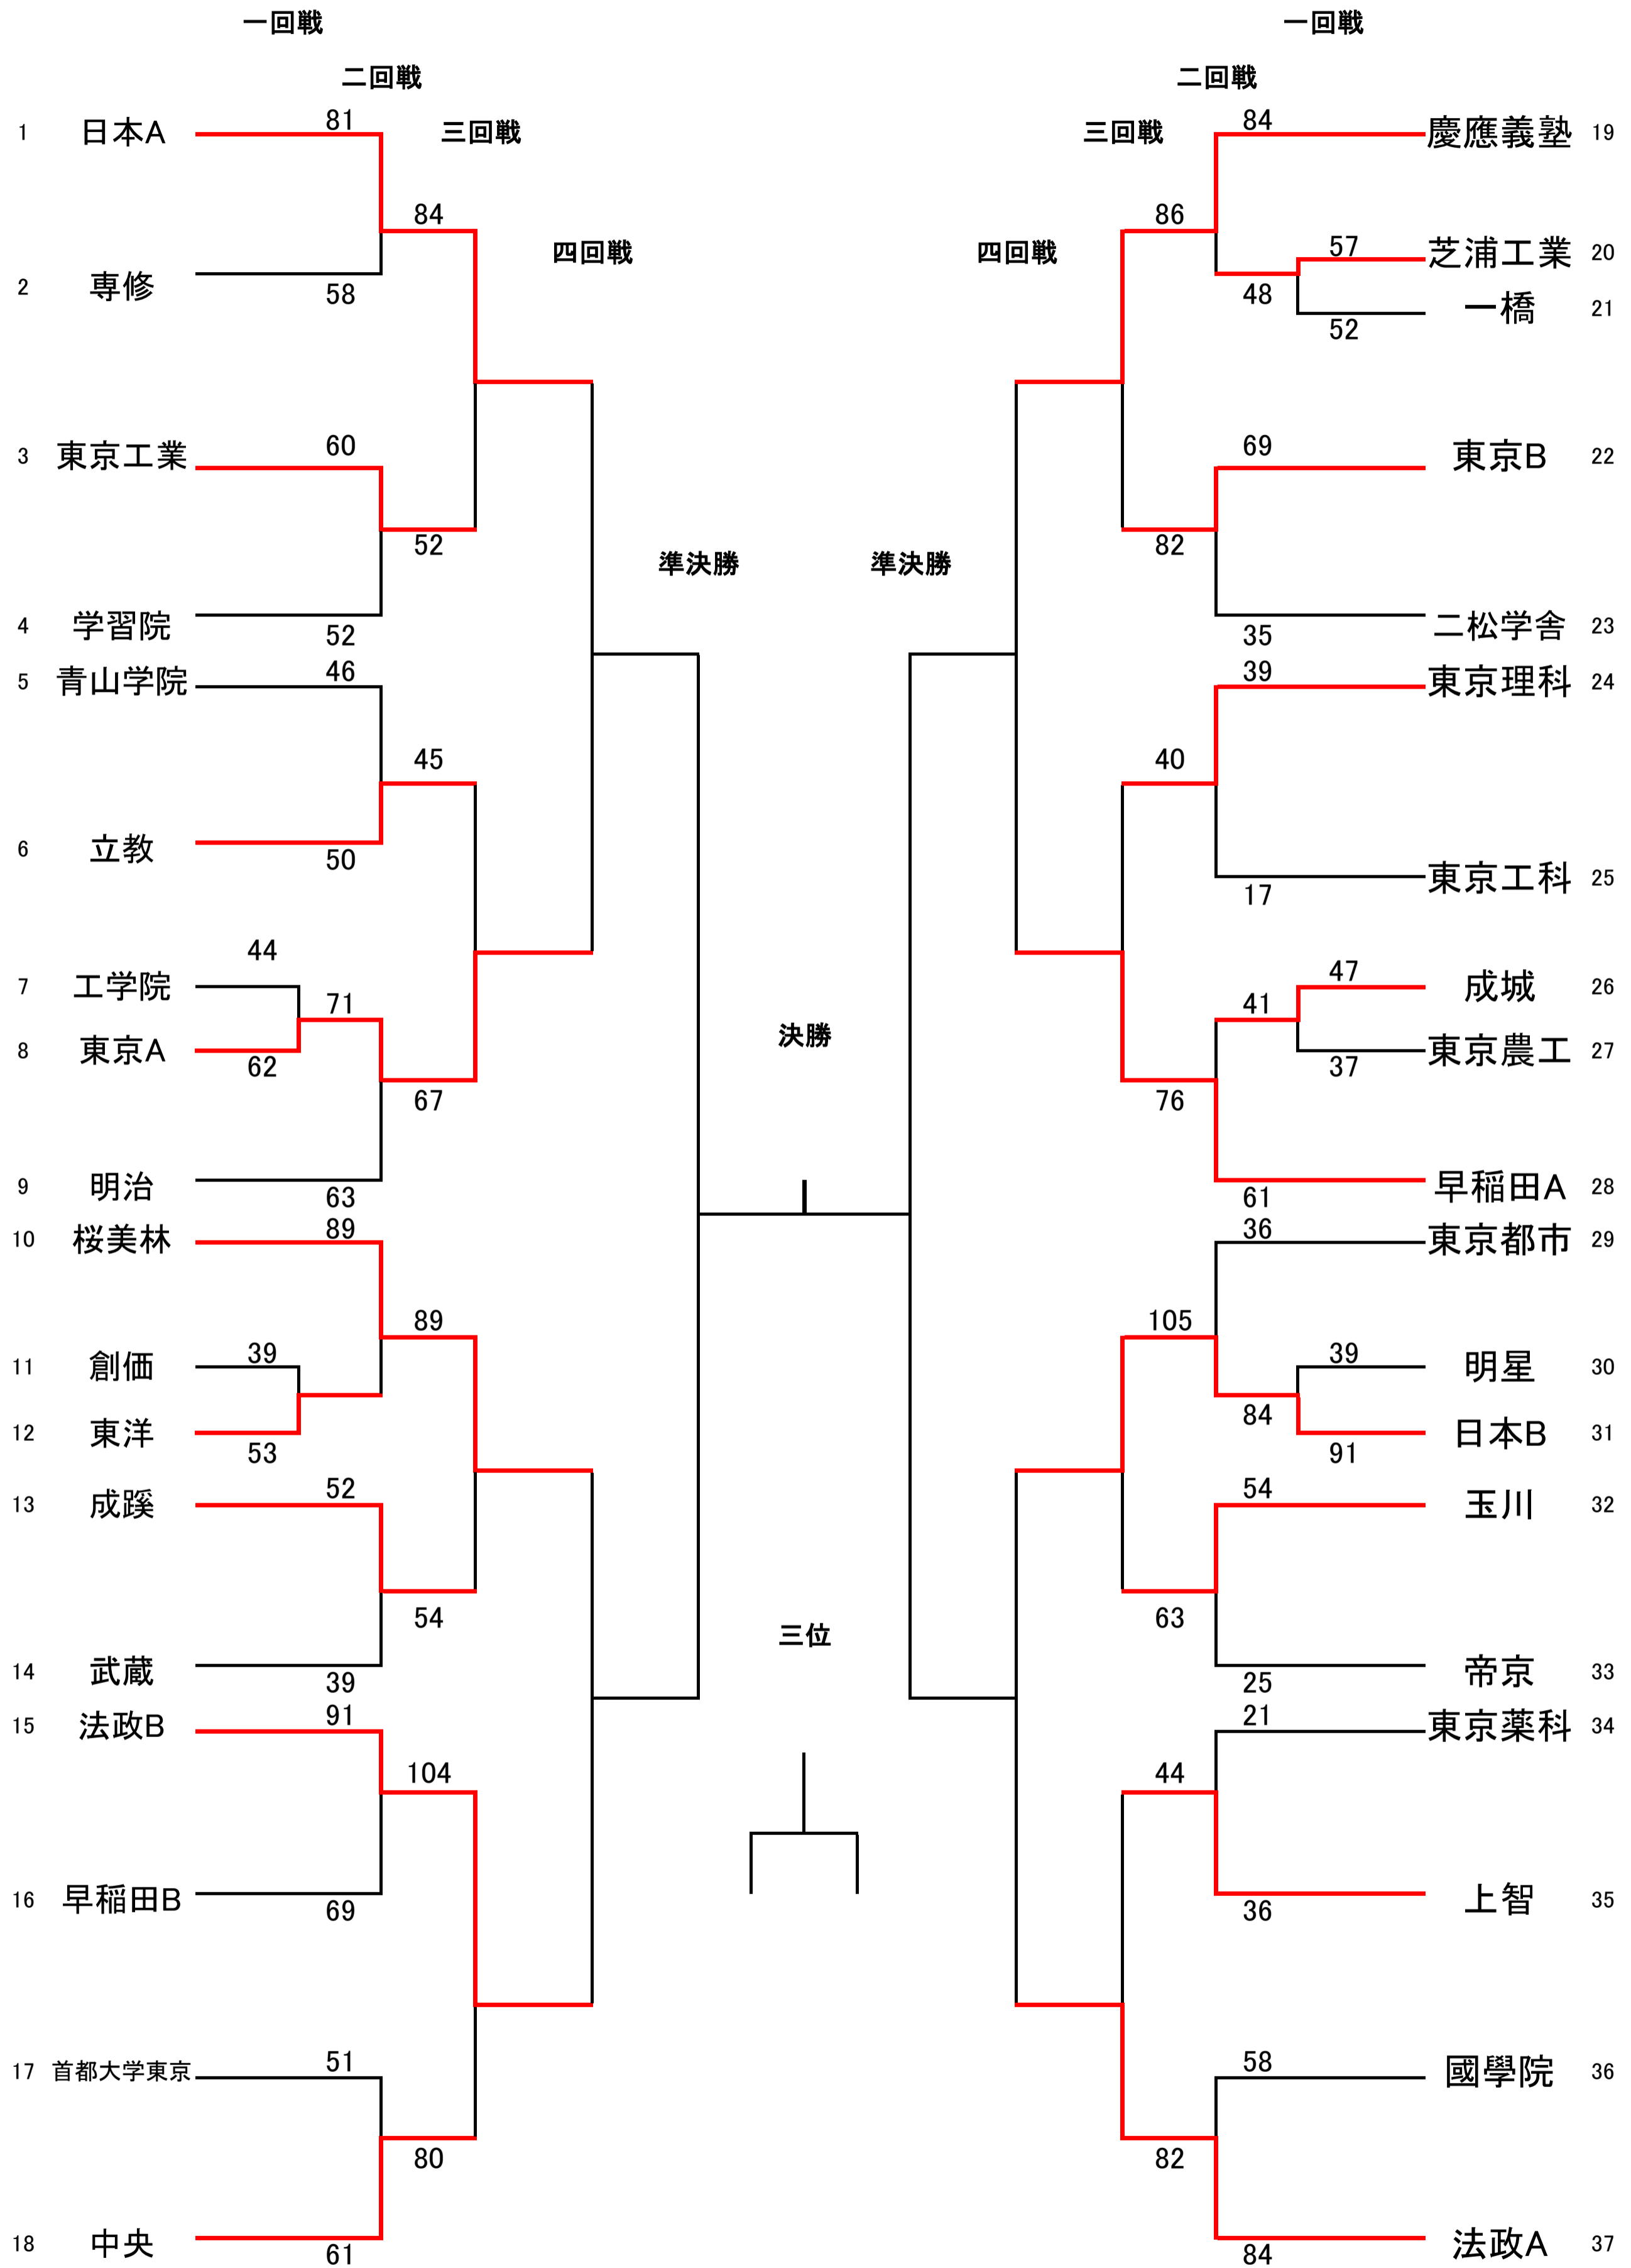 一回戦 一回戦
二回戦 二回戦
1 日本A 81 三回戦 三回戦 84 慶應義塾 19
84 86
四回戦 四回戦 57 芝浦工業 20
2 専修 58 48 一橋 21
52
3 東京工業 60 69 東京B 22
52 準決勝 準決勝 82
4 学習院 52 35 二松学舎 23
5 青山学院 46 39 東京理科 24
45 40
6 立教 50 17 東京工科 25
44
7 工学院 71 41 47 成城 26
8 東京A 62 決勝 37 東京農工 27
67 76
9 明治 63 61 早稲田A 28
10 桜美林 89 36 東京都市 29
89 105
11 創価 39 39 明星 30
12 東洋 53 84 91 日本B 31
13 成蹊 52 54 玉川 32
54 三位 63
14 武蔵 39 25 帝京 33
15 法政B 91 21 東京薬科 34
104 44
16 早稲田B 69 36 上智 35
17 首都大学東京 51 58 國學院 36
80 82
18 中央 61 84 法政A 37